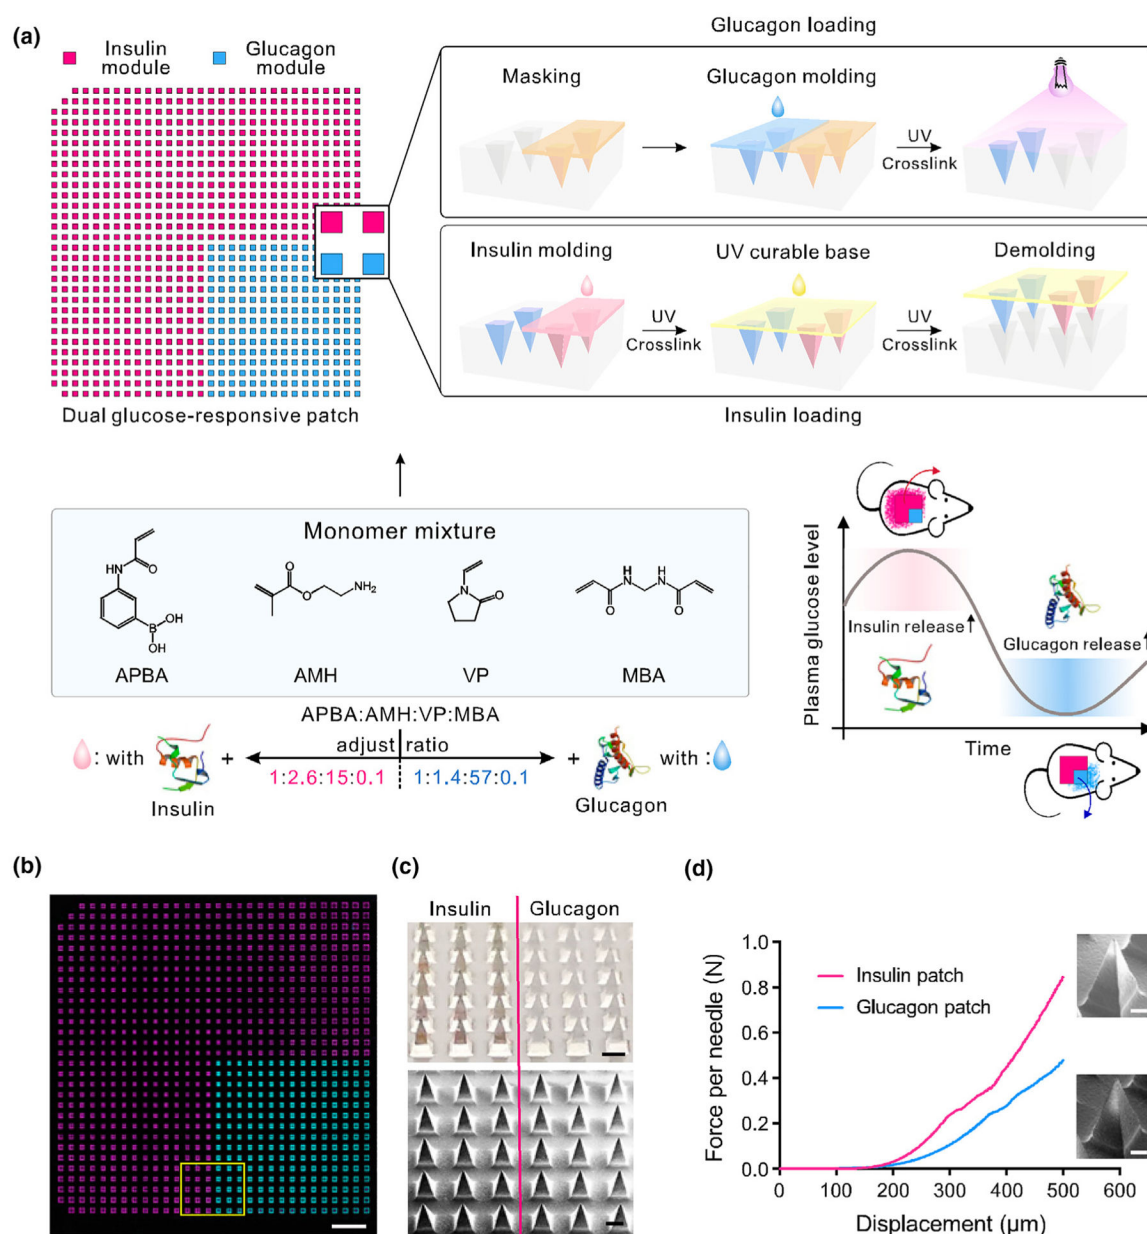 (a)
Insulin module
Glucagon module
Dual glucose-responsive patch
Glucagon loading
Masking
Glucagon molding
UV
Crosslink
Insulin molding
UV curable base
Demolding
UV
Crosslink
UV
Crosslink
Insulin loading
Monomer mixture
NH
O
B
OH
OH
APBA
O
O
NH₂
AMH
N
O
VP
O
H
N
H
N
O
MBA
APBA:AMH:VP:MBA
adjust ratio
1:2.6:15:0.1
1:1.4:57:0.1
: with
+
Insulin
+
with :
Glucagon
Plasma glucose level
Insulin release
Glucagon release
Time
(b)
(c)
Insulin
Glucagon
(d)
Force per needle (N)
1.0
0.8
0.6
0.4
0.2
0.0
Insulin patch
Glucagon patch
0
100
200
300
400
500
600
Displacement (μm)